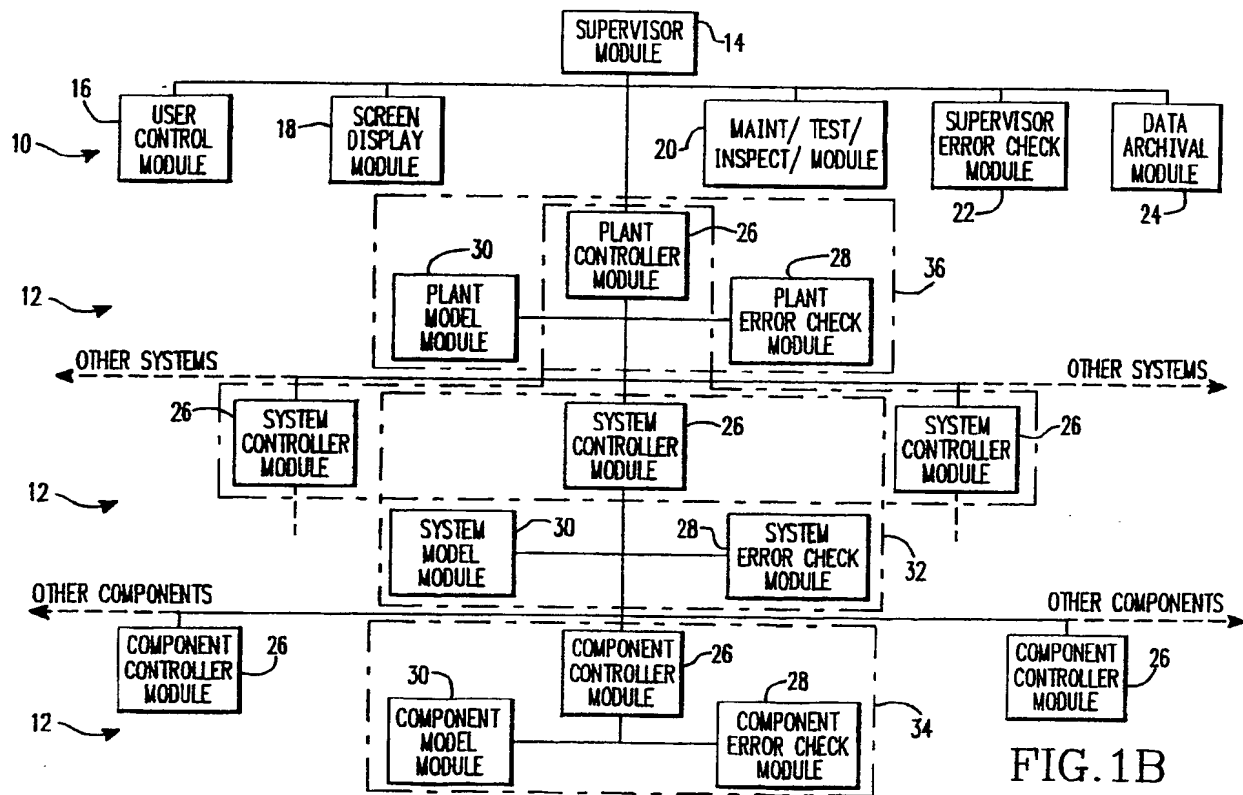 SUPERVISOR
MODULE
14
16
USER
CONTROL
MODULE
10
18
SCREEN
DISPLAY
MODULE
20
MAINT/ TEST/
INSPECT/ MODULE
SUPERVISOR
ERROR CHECK
MODULE
22
DATA
ARCHIVAL
MODULE
24
PLANT
CONTROLLER
MODULE
26
30
PLANT
MODEL
MODULE
28
PLANT
ERROR CHECK
MODULE
36
12
OTHER SYSTEMS
OTHER SYSTEMS
26
SYSTEM
CONTROLLER
MODULE
SYSTEM
CONTROLLER
MODULE
26
SYSTEM
CONTROLLER
MODULE
26
12
SYSTEM
MODEL
MODULE
30
28
SYSTEM
ERROR CHECK
MODULE
32
OTHER COMPONENTS
OTHER COMPONENTS
COMPONENT
CONTROLLER
MODULE
26
COMPONENT
CONTROLLER
MODULE
26
COMPONENT
CONTROLLER
MODULE
26
12
30
COMPONENT
MODEL
MODULE
28
COMPONENT
ERROR CHECK
MODULE
34
FIG.1B